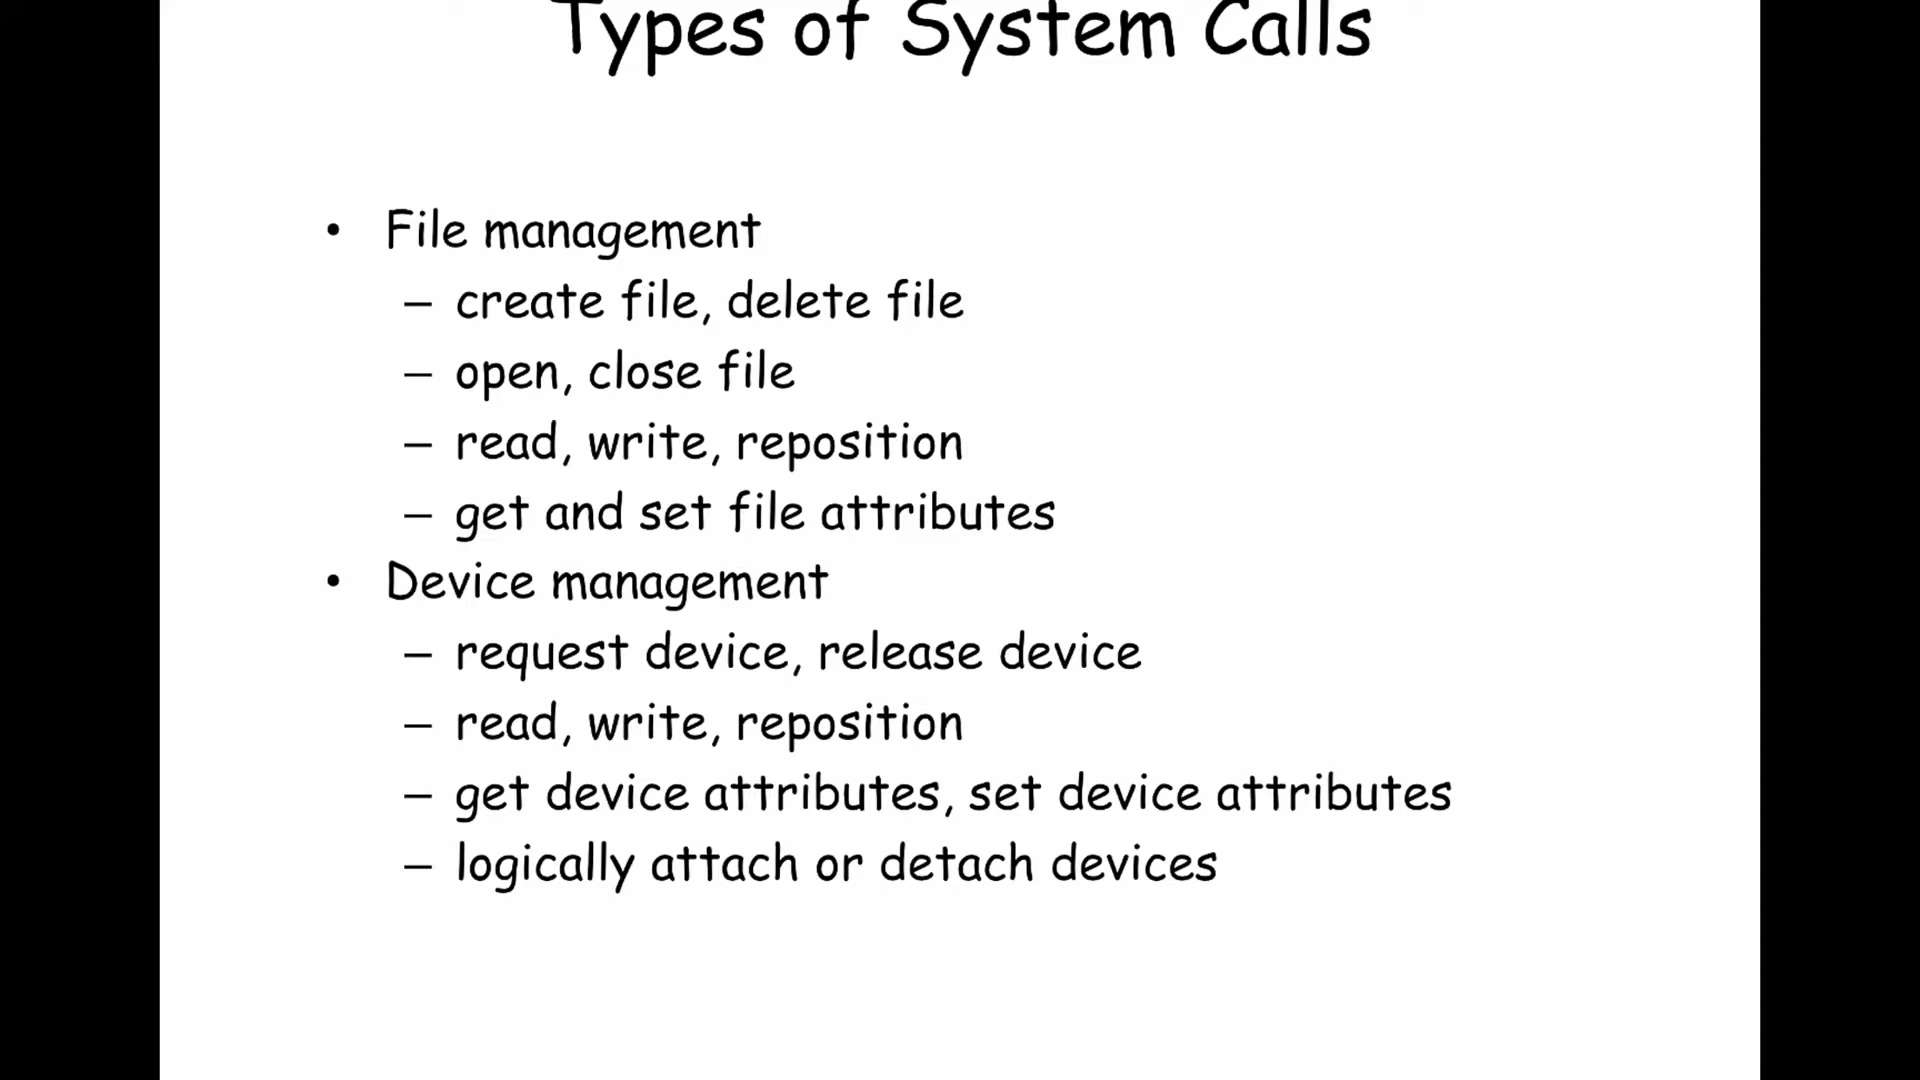 Types of System Calls
• File management
– create file, delete file
– open, close file
– read, write, reposition
– get and set file attributes
• Device management
– request device, release device
– read, write, reposition
– get device attributes, set device attributes
– logically attach or detach devices